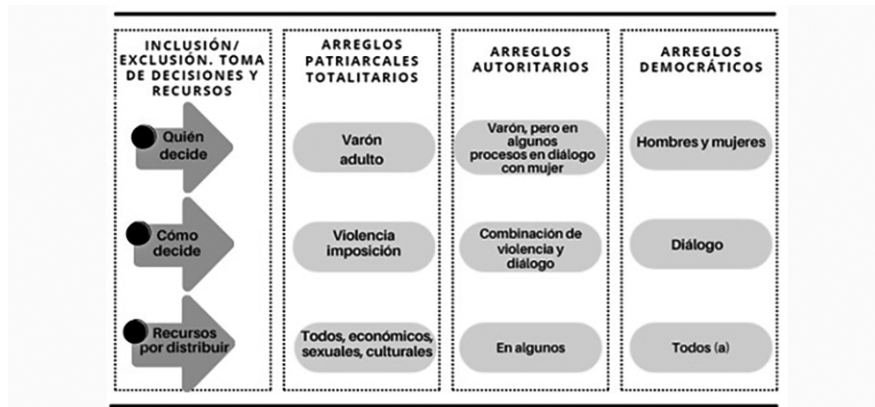 INCLUSIÓN/
EXCLUSIÓN. TOMA
DE DECISIONES Y
RECURSOS
ARREGLOS
PATRIARCALES
TOTALITARIOS
ARREGLOS
AUTORITARIOS
ARREGLOS
DEMOCRÁTICOS
Quién
decide
Varón
adulto
Varón, pero en
algunos
procesos en diálogo
con mujer
Hombres y mujeres
Cómo
decide
Violencia
imposición
Combinación de
violencia y
diálogo
Diálogo
Recursos
por distribuir
Todos, económicos,
sexuales, culturales
En algunos
Todos (a)